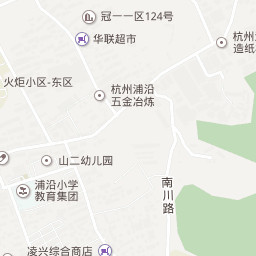 冠一一区124号
华联超市
杭州
造纸
火炬小区-东区
杭州浦沿
五金冶炼
山二幼儿园
浦沿小学
教育集团
南川路
凌兴综合商店